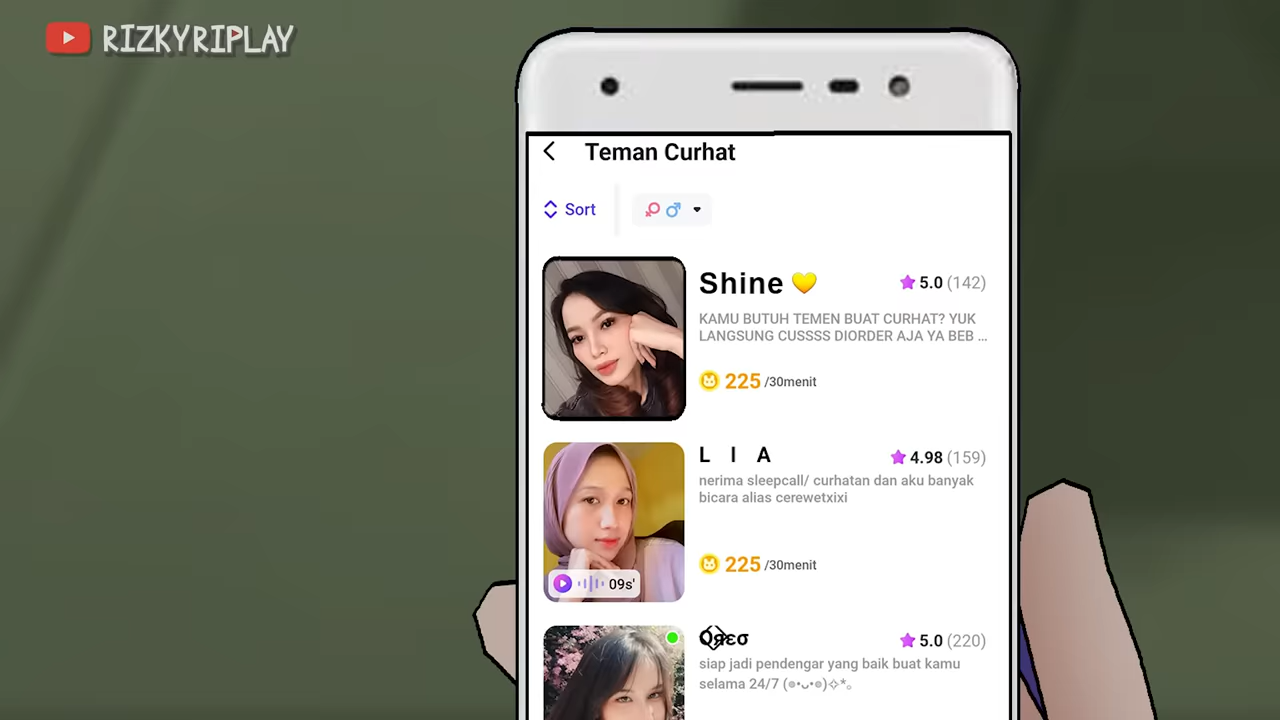 RIZKYRIPLAY
Teman Curhat
Sort
Shine 💛
5.0 (142)
KAMU BUTUH TEMEN BUAT CURHAT? YUK
LANGSUNG CUSSSS DIORDER AJA YA BEB ...
225 /30menit
L I A
4.98 (159)
nerima sleepcall/ curhatan dan aku banyak
bicara alias cerewetxixi
09s'
225 /30menit
5.0 (220)
siap jadi pendengar yang baik buat kamu
selama 24/7 (๏•ᴗ•๏)✧*｡